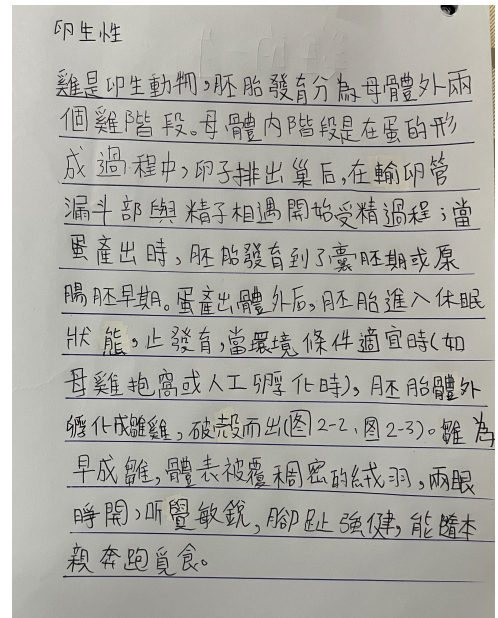 卵生性
雞是卵生動物，胚胎發育分為母體外兩
個雞階段。母體內階段是在蛋的形
成過程中，卵子排出巢后，在輸卵管
漏斗部與精子相遇開始受精過程；當
蛋產出時，胚胎發育到了囊胚期或原
腸胚早期。蛋產出體外后，胚胎進入休眠
狀態，止發育，當環境條件適宜時(如
母雞抱窩或人工孵化時)，胚胎體外
孵化成雛雞，破殼而出(图2-2、图2-3)。雛為
早成雛，體表被覆稠密的絨羽，兩眼
睜開，听覺敏銳，腳趾強健，能隨本
親奔跑覓食。